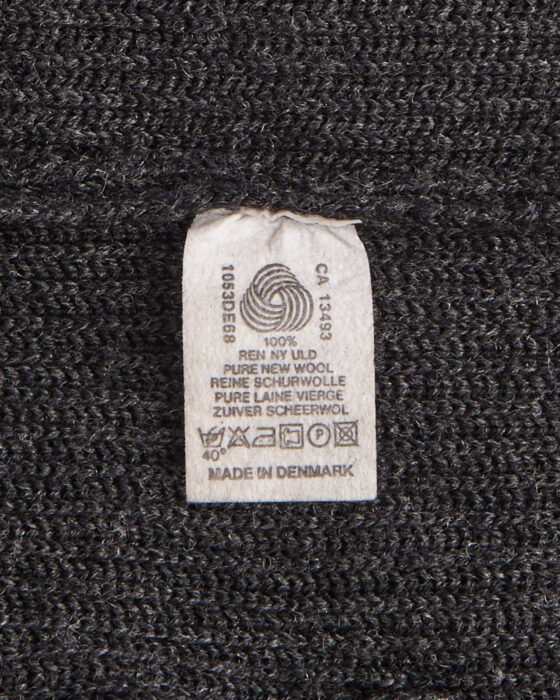 1053DE68
CA 13493
100%
REN NY ULD
PURE NEW WOOL
REINE SCHURWOLLE
PURE LAINE VIERGE
ZUIVER SCHEERWOL
P
40°
MADE IN DENMARK